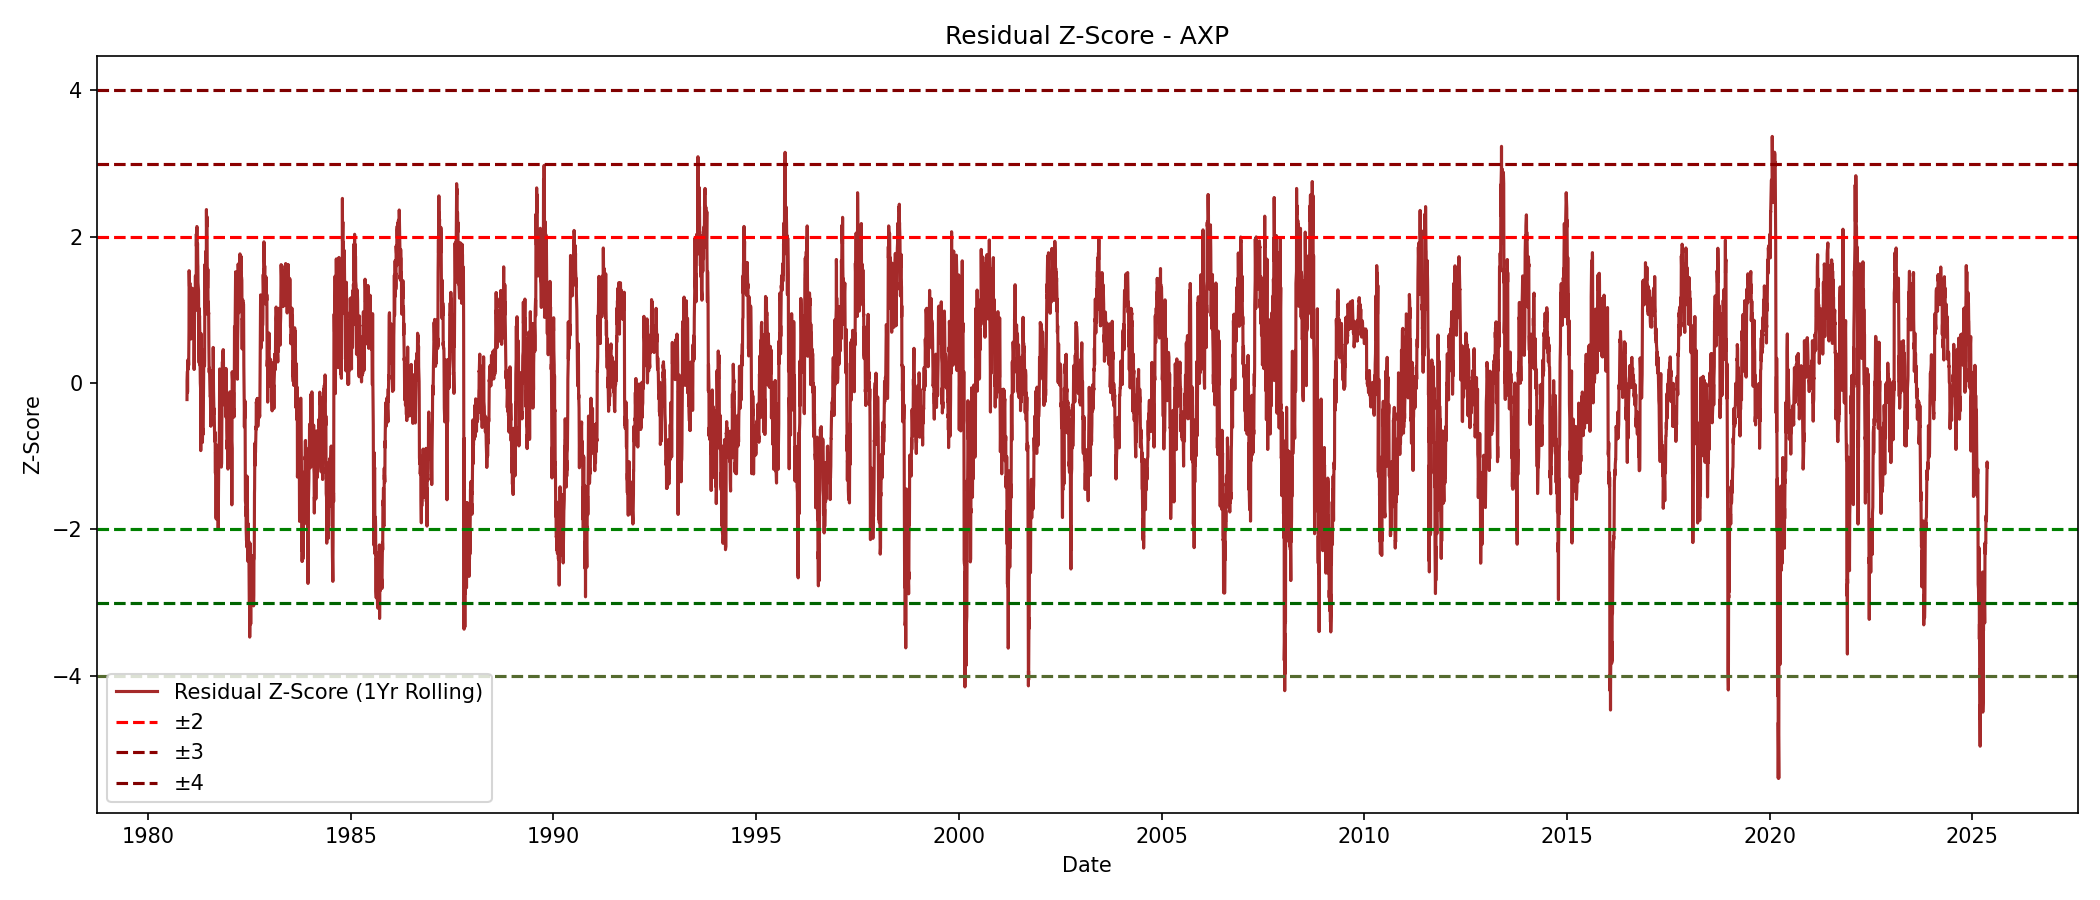 Residual Z-Score - AXP
4
2
0
−2
−4
Z-Score
Residual Z-Score (1Yr Rolling)
±2
±3
±4
1980 1985 1990 1995 2000 2005 2010 2015 2020 2025
Date